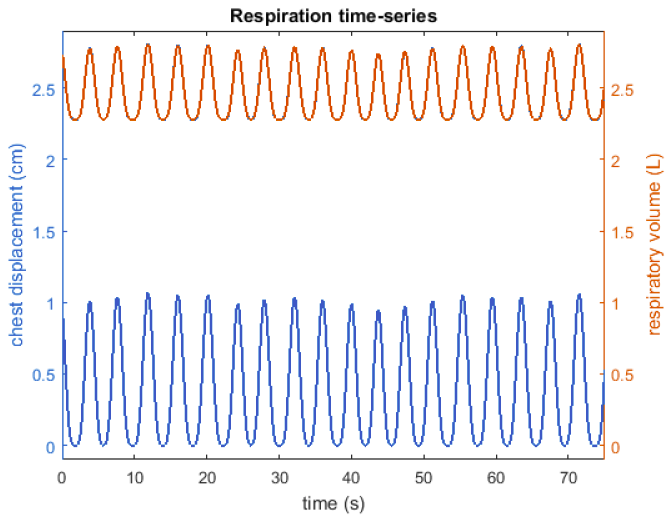 Respiration time-series
chest displacement (cm)
2.5
2
1.5
1
0.5
0
2.5
2
1.5
1
0.5
0
respiratory volume (L)
0 10 20 30 40 50 60 70
time (s)